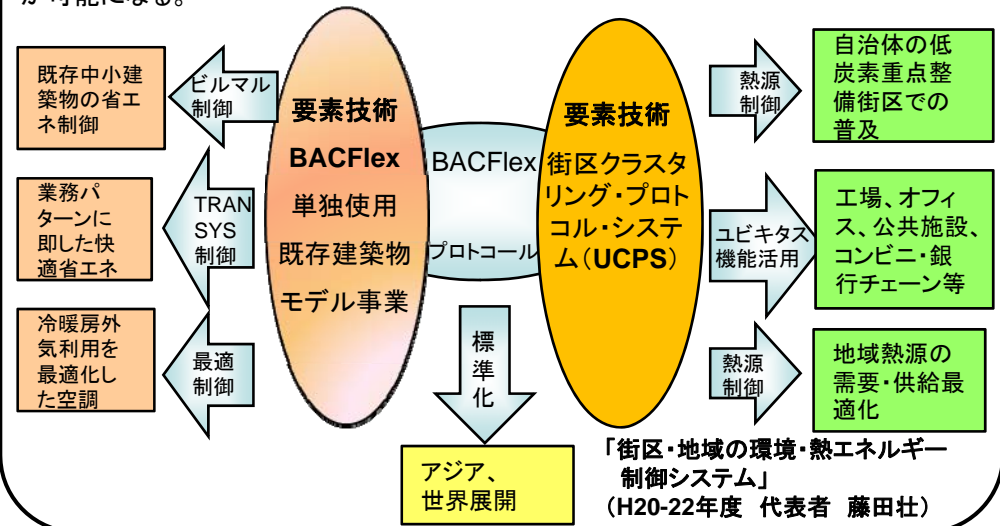 が可能になる。
既存中小建
築物の省エ
ネ制御
ビルマル
制御
業務パ
ターンに
即した快
適省エネ
TRAN
SYS
制御
冷暖房外
気利用を
最適化し
た空調
最適
制御
要素技術
BACFlex
単独使用
既存建築物
モデル事業
BACFlex
プロトコール
要素技術
街区クラスタ
リング・プロト
コル・システ
ム（UCPS）
標
準
化
アジア、
世界展開
熱源
制御
自治体の低
炭素重点整
備街区での
普及
ユビキタス
機能活用
工場、オフィ
ス、公共施設、
コンビニ・銀
行チェーン等
熱源
制御
地域熱源の
需要・供給最
適化
「街区・地域の環境・熱エネルギー
制御システム」
（H20-22年度 代表者 藤田壮）